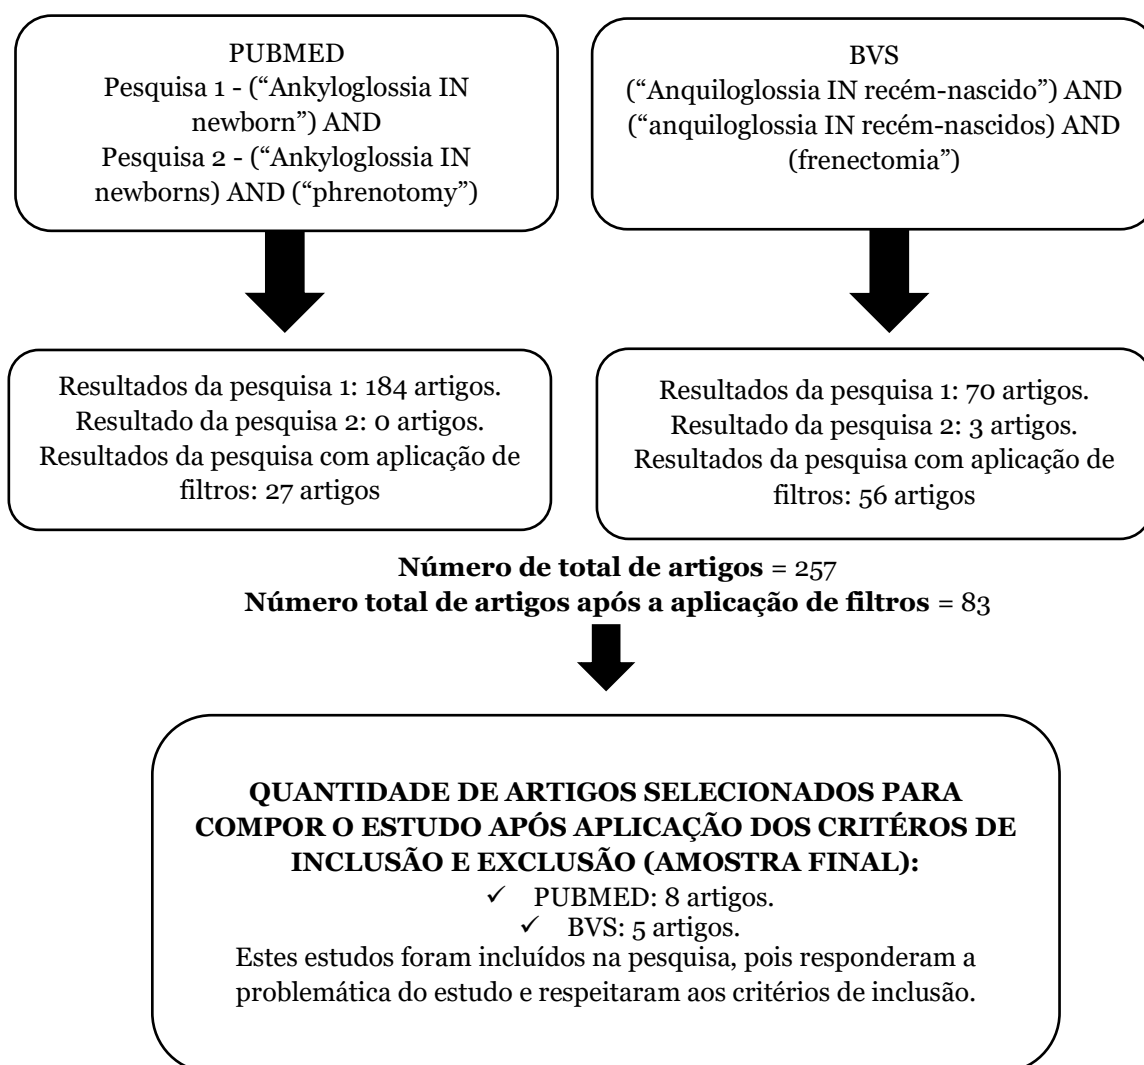 PUBMED
Pesquisa 1 - (“Ankyloglossia IN
newborn”) AND
Pesquisa 2 - (“Ankyloglossia IN
newborns) AND (“phrenotomy”)
BVS
(“Anquiloglossia IN recém-nascido”) AND
(“anquiloglossia IN recém-nascidos) AND
(frenectomia”)
Resultados da pesquisa 1: 184 artigos.
Resultado da pesquisa 2: 0 artigos.
Resultados da pesquisa com aplicação de
filtros: 27 artigos
Resultados da pesquisa 1: 70 artigos.
Resultado da pesquisa 2: 3 artigos.
Resultados da pesquisa com aplicação de
filtros: 56 artigos
Número de total de artigos = 257
Número total de artigos após a aplicação de filtros = 83
QUANTIDADE DE ARTIGOS SELECIONADOS PARA
COMPOR O ESTUDO APÓS APLICAÇÃO DOS CRITÉROS DE
INCLUSÃO E EXCLUSÃO (AMOSTRA FINAL):
✓ PUBMED: 8 artigos.
✓ BVS: 5 artigos.
Estes estudos foram incluídos na pesquisa, pois responderam a
problemática do estudo e respeitaram aos critérios de inclusão.